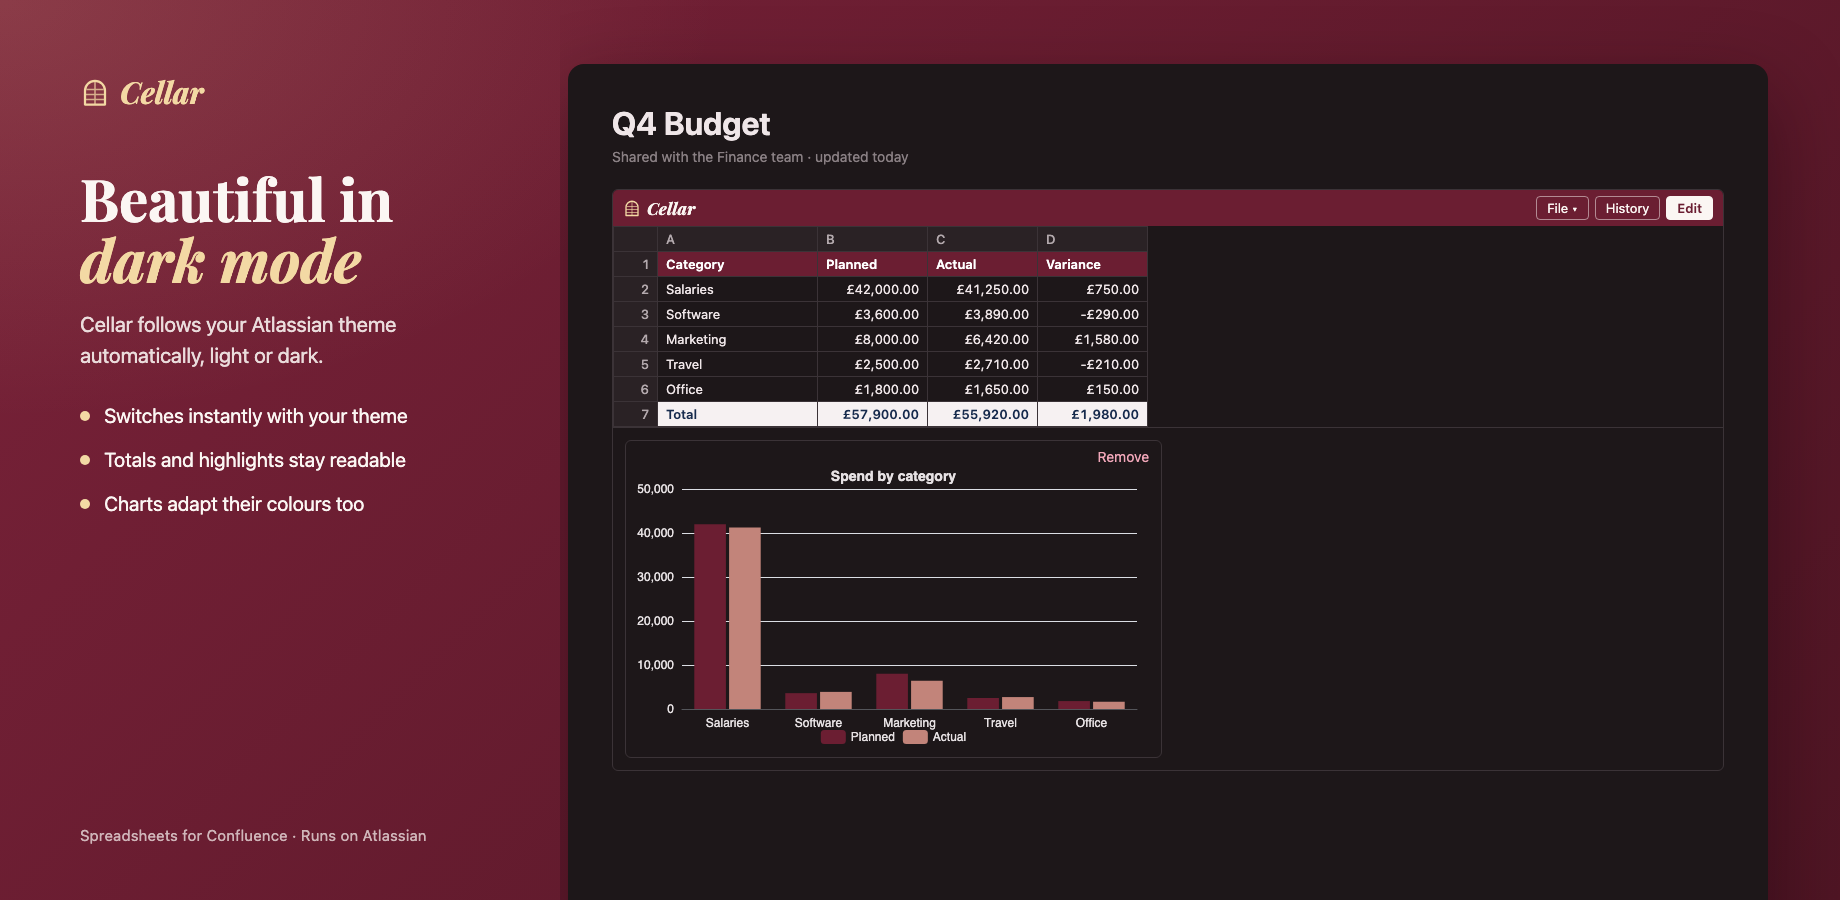 Cellar
Beautiful in
dark mode
Cellar follows your Atlassian theme
automatically, light or dark.
Switches instantly with your theme
Totals and highlights stay readable
Charts adapt their colours too
Spreadsheets for Confluence · Runs on Atlassian
Q4 Budget
Shared with the Finance team · updated today
Cellar File ▾ History Edit
A B C D
1 Category Planned Actual Variance
2 Salaries £42,000.00 £41,250.00 £750.00
3 Software £3,600.00 £3,890.00 -£290.00
4 Marketing £8,000.00 £6,420.00 £1,580.00
5 Travel £2,500.00 £2,710.00 -£210.00
6 Office £1,800.00 £1,650.00 £150.00
7 Total £57,900.00 £55,920.00 £1,980.00
Remove
Spend by category
50,000
40,000
30,000
20,000
10,000
0
Salaries Software Marketing Travel Office
Planned Actual